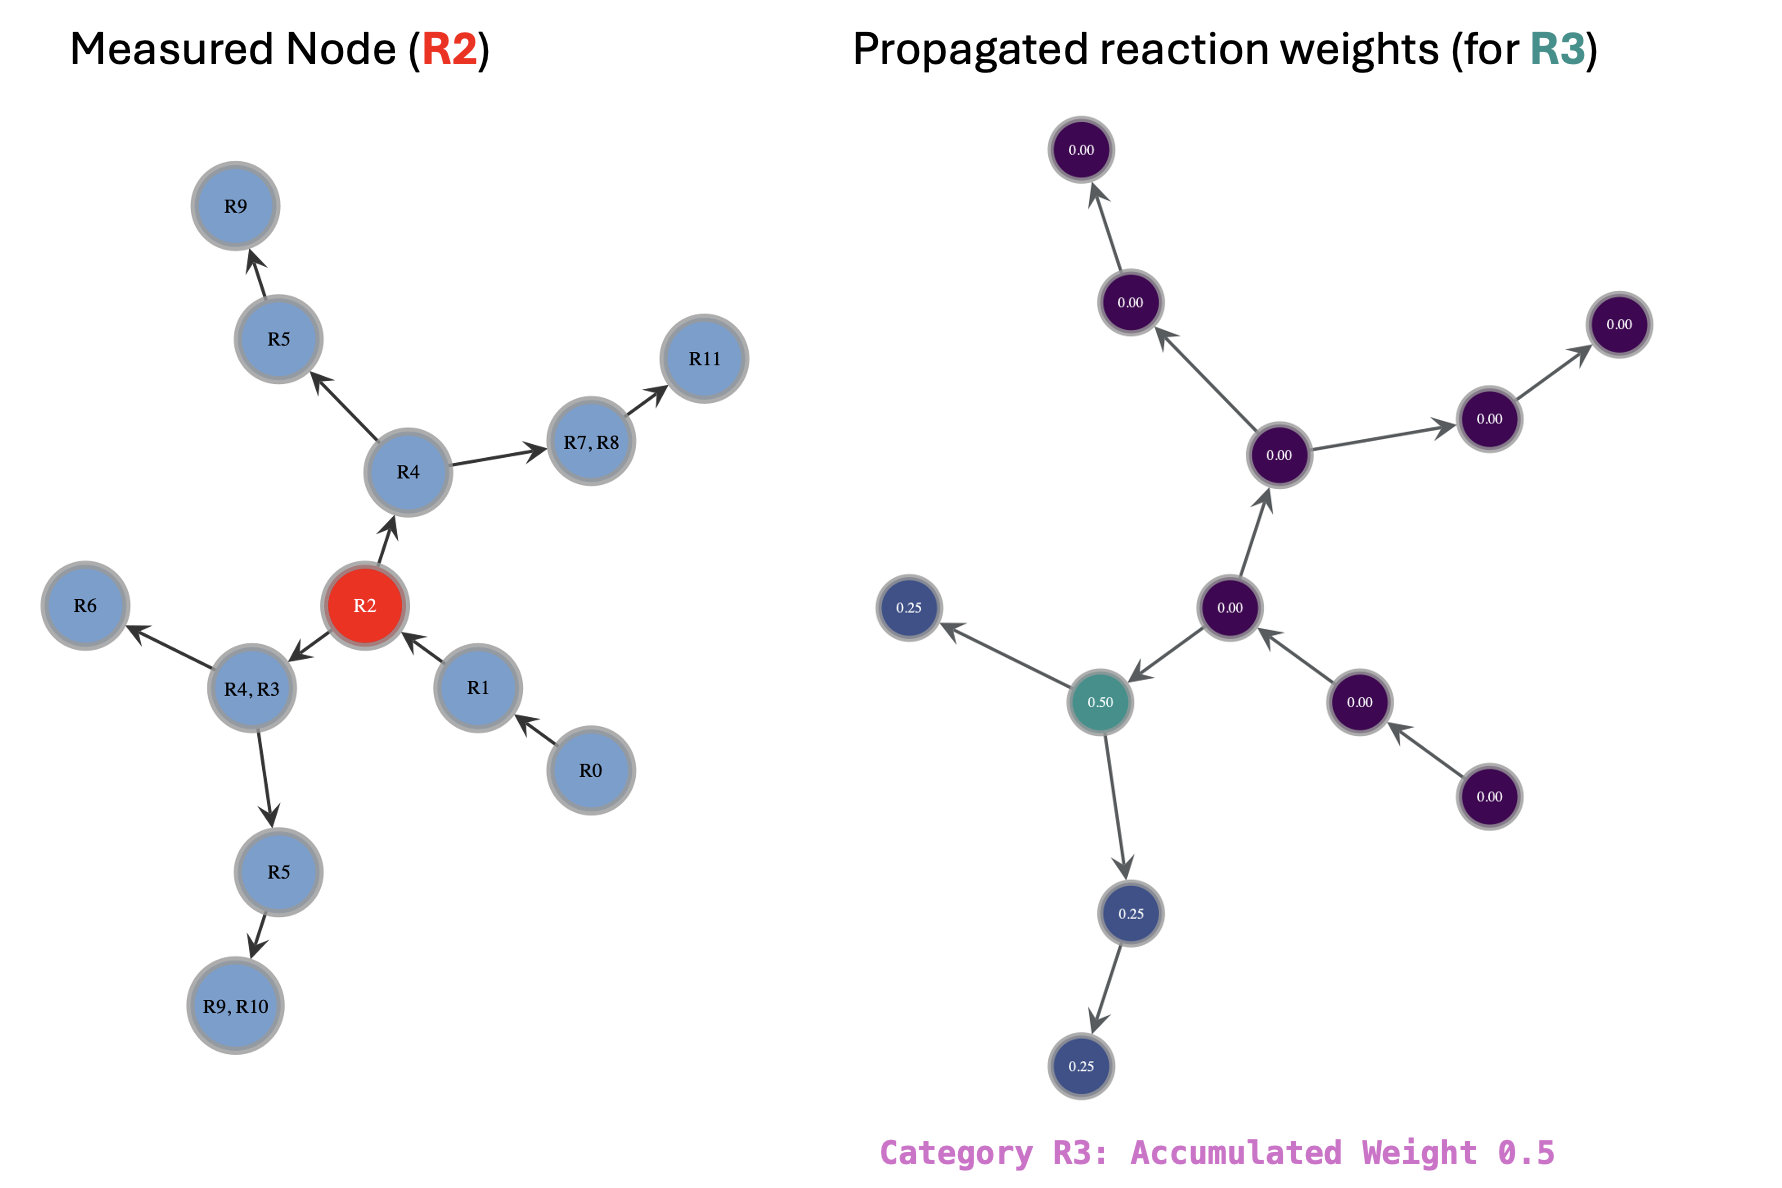 Measured Node (R2)
R9
R5
R11
R7, R8
R4
R6
R2
R4, R3
R1
R0
R5
R9, R10
Propagated reaction weights (for R3)
0.00
0.00
0.00
0.00
0.00
0.25
0.00
0.50
0.00
0.00
0.25
0.25
Category R3: Accumulated Weight 0.5